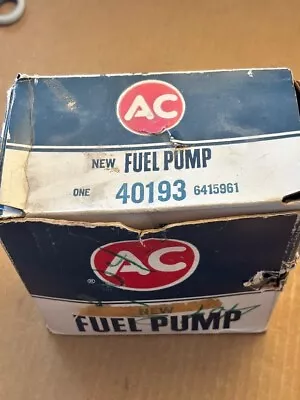 AC
NEW FUEL PUMP
ONE 40193 6415961
AC
®
NEW
FUEL PUMP